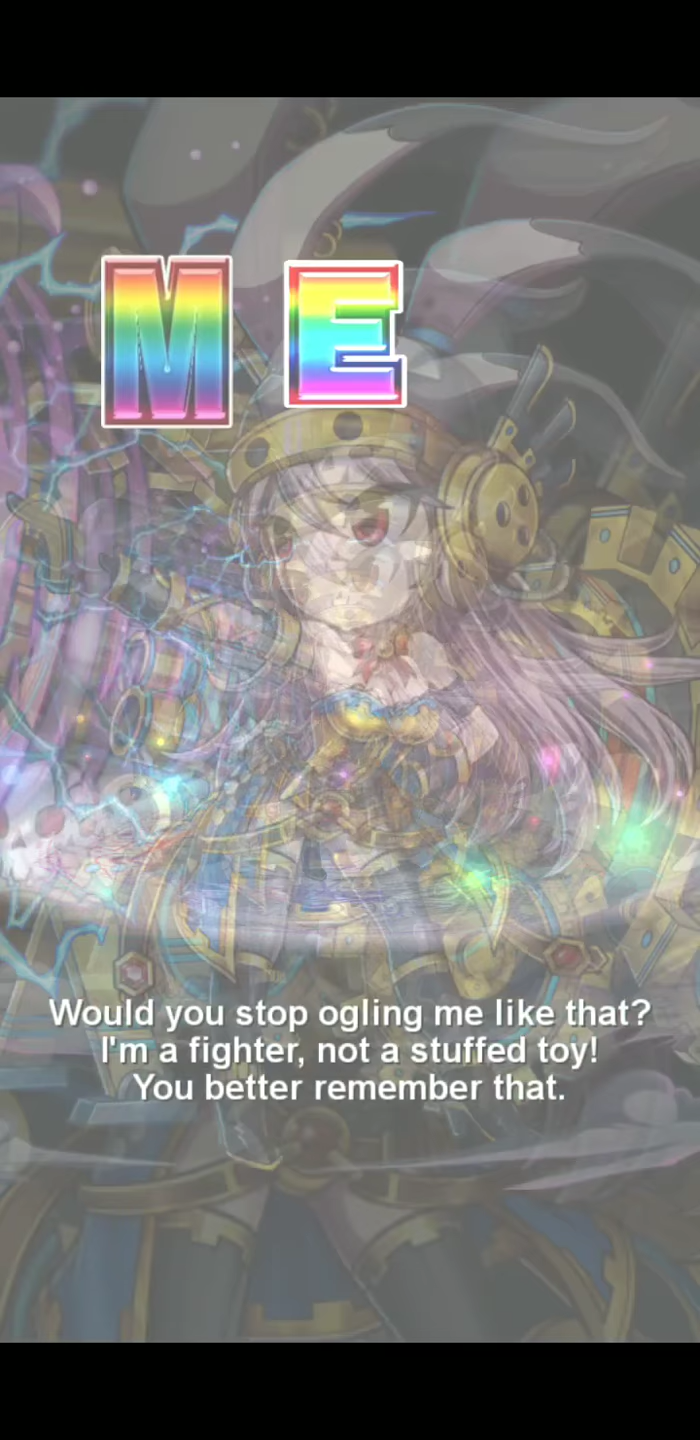 M E
Would you stop ogling me like that?
I'm a fighter, not a stuffed toy!
You better remember that.